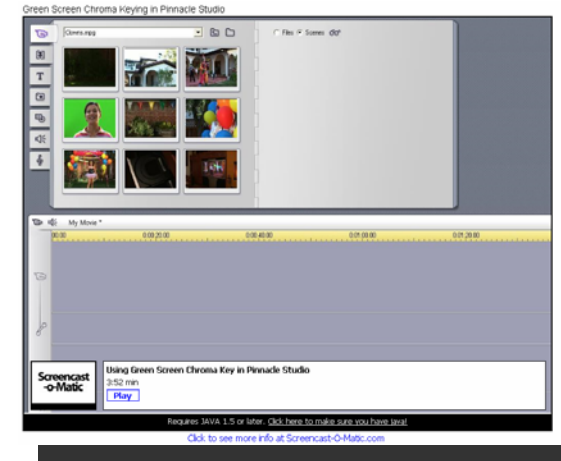 Green Screen Chroma Keying in Pinnacle Studio
Files Scenes
T
My Movie *
00:00 0:00:20:00 0:00:40:00 0:01:00:00 0:01:20:00
Screencast
-o-Matic
Using Green Screen Chroma Key in Pinnacle Studio
3:52 min
Play
Requires JAVA 1.5 or later. Click here to make sure you have java!
Click to see more info at Screencast-O-Matic.com